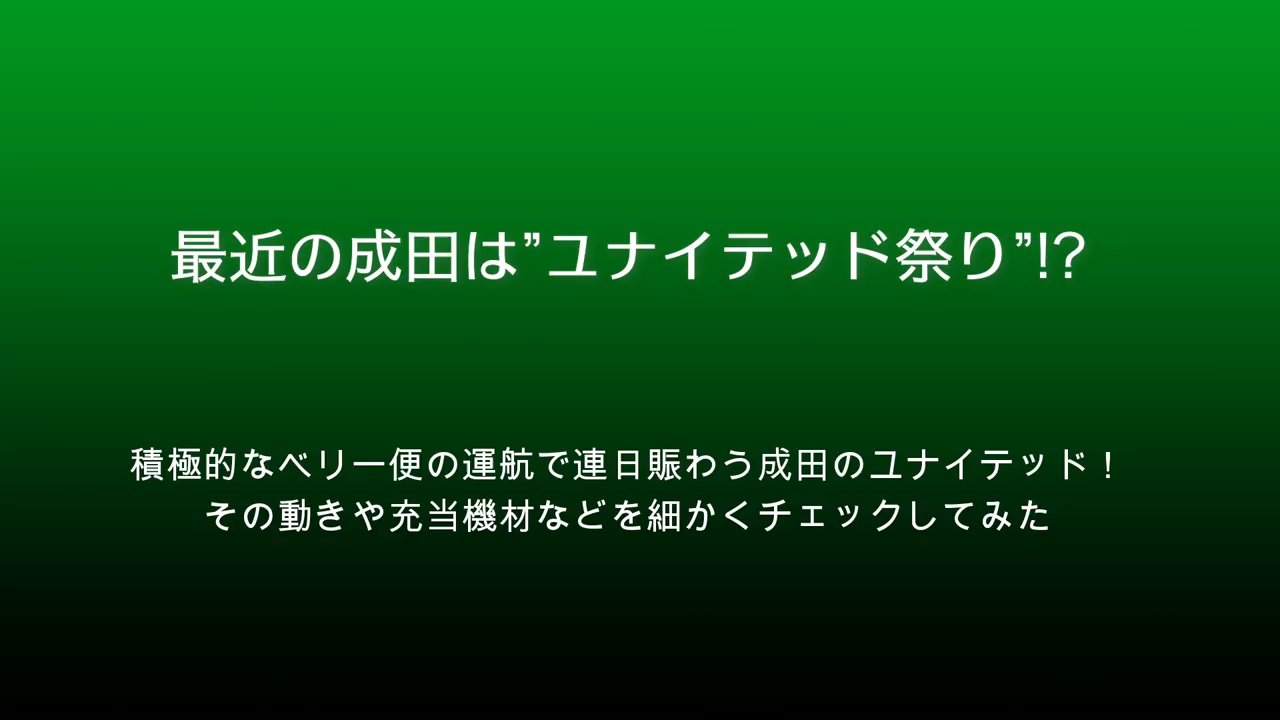 最近の成田は”ユナイテッド祭り”!?
積極的なベリー便の運航で連日賑わう成田のユナイテッド！
その動きや充当機材などを細かくチェックしてみた